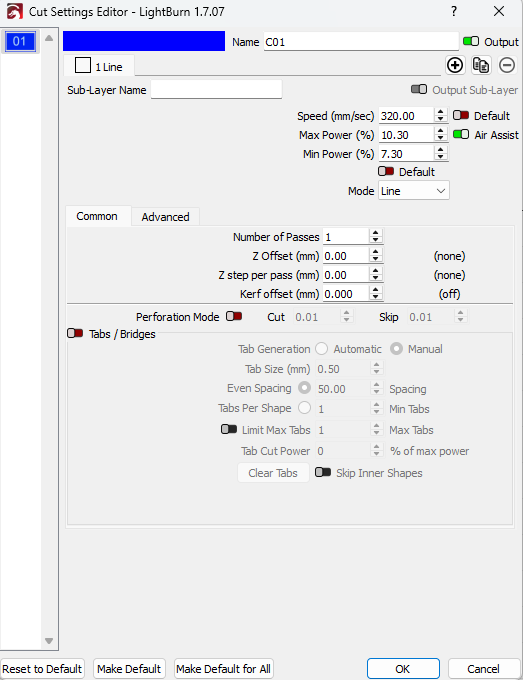 Cut Settings Editor - LightBurn 1.7.07 ?
01
Name C01 Output
1 Line
Sub-Layer Name Output Sub-Layer
Speed (mm/sec) 320.00 Default
Max Power (%) 10.30 Air Assist
Min Power (%) 7.30
Default
Mode Line
Common Advanced
Number of Passes 1
Z Offset (mm) 0.00 (none)
Z step per pass (mm) 0.00 (none)
Kerf offset (mm) 0.000 (off)
Perforation Mode Cut 0.01 Skip 0.01
Tabs / Bridges
Tab Generation Automatic Manual
Tab Size (mm) 0.50
Even Spacing 50.00 Spacing
Tabs Per Shape 1 Min Tabs
Limit Max Tabs 1 Max Tabs
Tab Cut Power 0 % of max power
Clear Tabs Skip Inner Shapes
Reset to Default Make Default Make Default for All OK Cancel